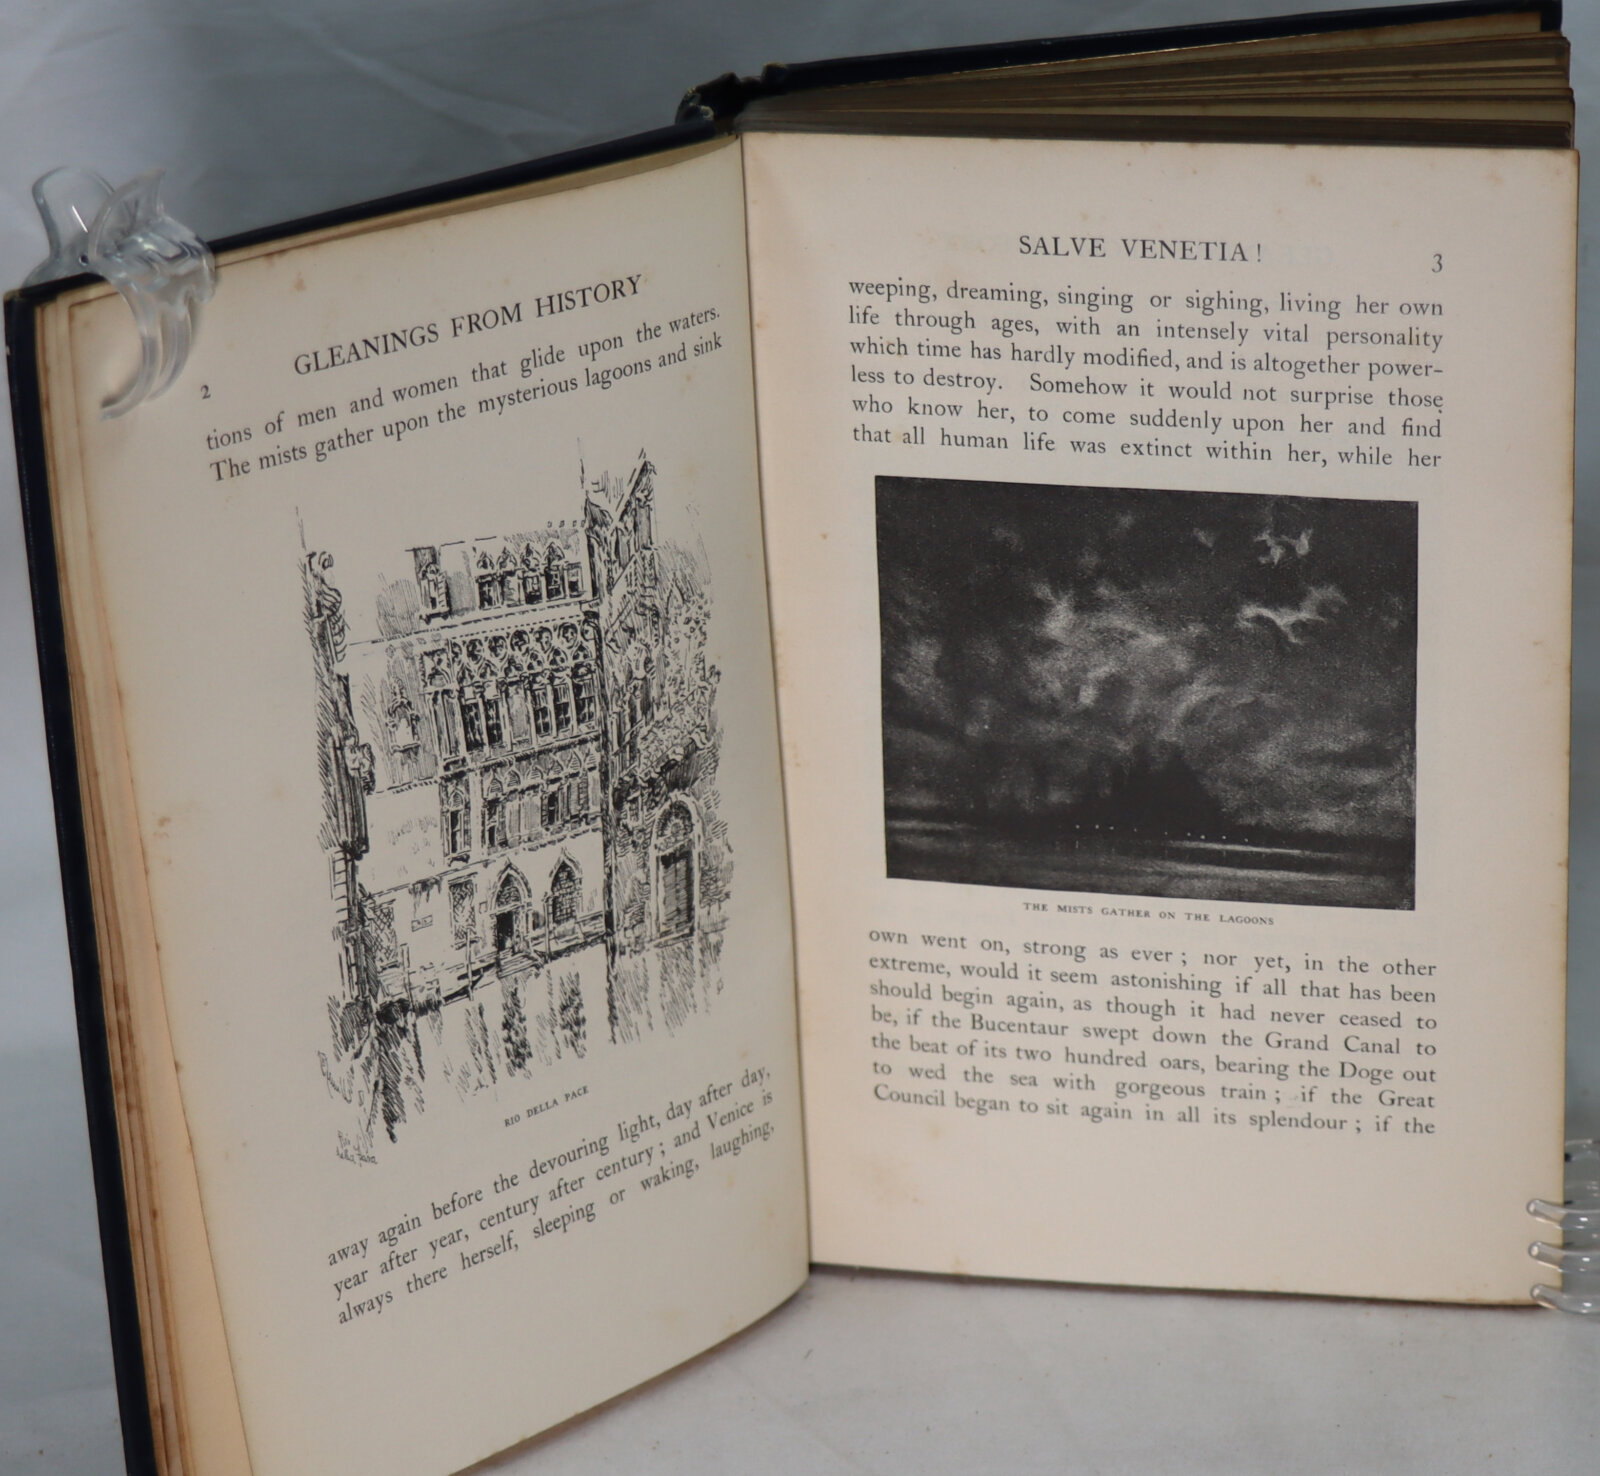 2
GLEANINGS FROM HISTORY
tions of men and women that glide upon the waters.
The mists gather upon the mysterious lagoons and sink
RIO DELLA PACE
away again before the devouring light, day after day,
year after year, century after century ; and Venice is
always there herself, sleeping or waking, laughing,
SALVE VENETIA !
3
weeping, dreaming, singing or sighing, living her own
life through ages, with an intensely vital personality
which time has hardly modified, and is altogether power-
less to destroy. Somehow it would not surprise those
who know her, to come suddenly upon her and find
that all human life was extinct within her, while her
THE MISTS GATHER ON THE LAGOONS
own went on, strong as ever ; nor yet, in the other
extreme, would it seem astonishing if all that has been
should begin again, as though it had never ceased to
be, if the Bucentaur swept down the Grand Canal to
the beat of its two hundred oars, bearing the Doge out
to wed the sea with gorgeous train ; if the Great
Council began to sit again in all its splendour ; if the